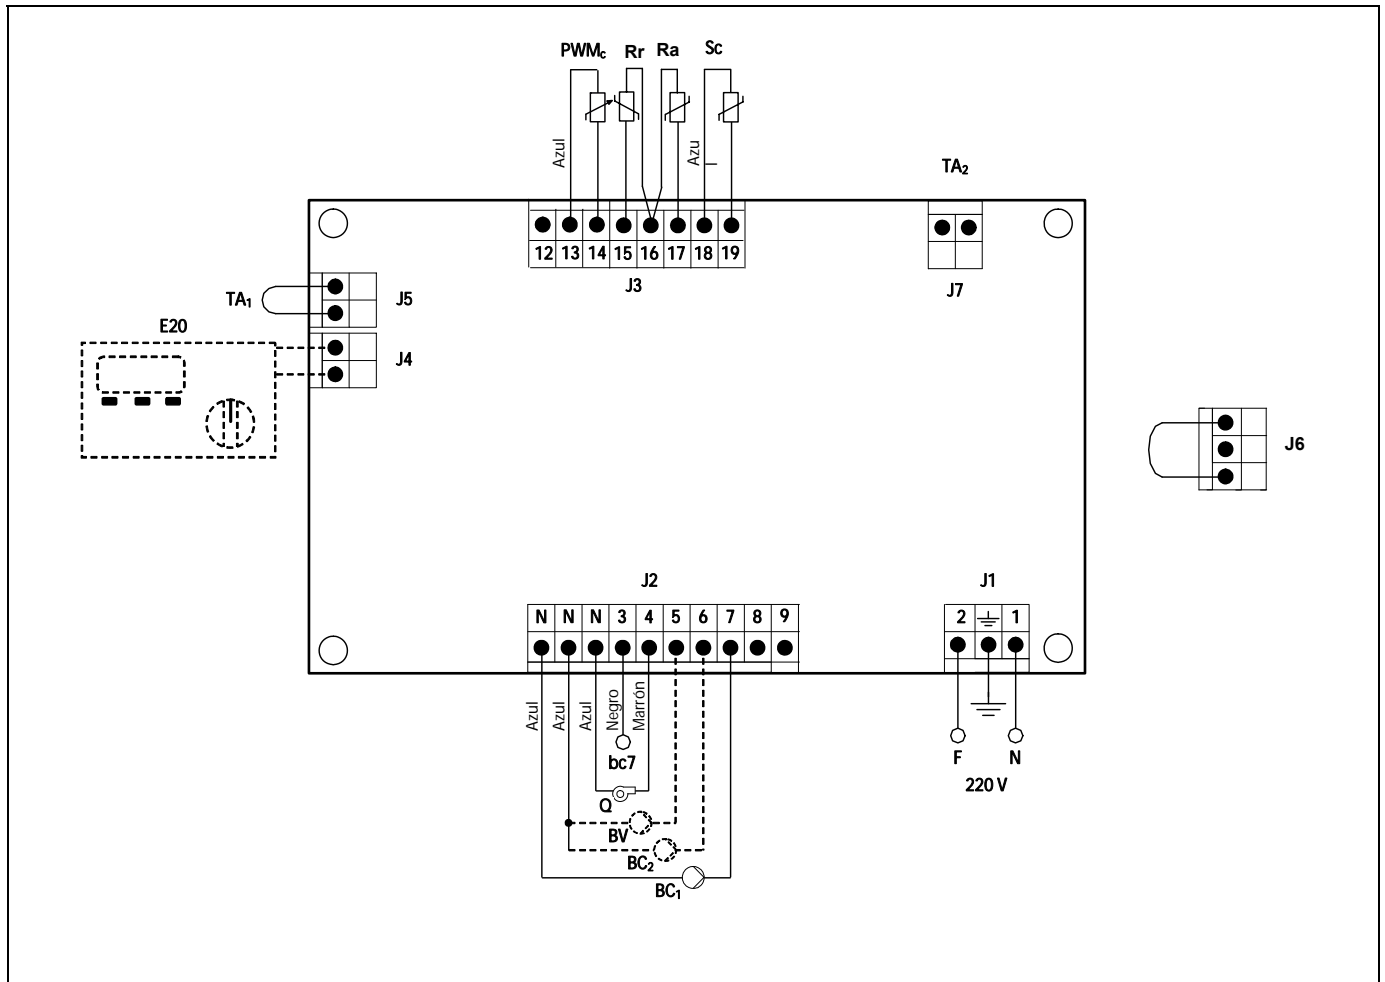 PWMc Rr Ra Sc
Azul
Azul
TA2
12 13 14 15 16 17 18 19
J3
J7
TA1
J5
E20
J4
J6
J2
J1
N N N 3 4 5 6 7 8 9
2 1
Azul
Azul
Azul
Negro
Marrón
bc7
F N
220 V
Q
BV
BC2
BC1